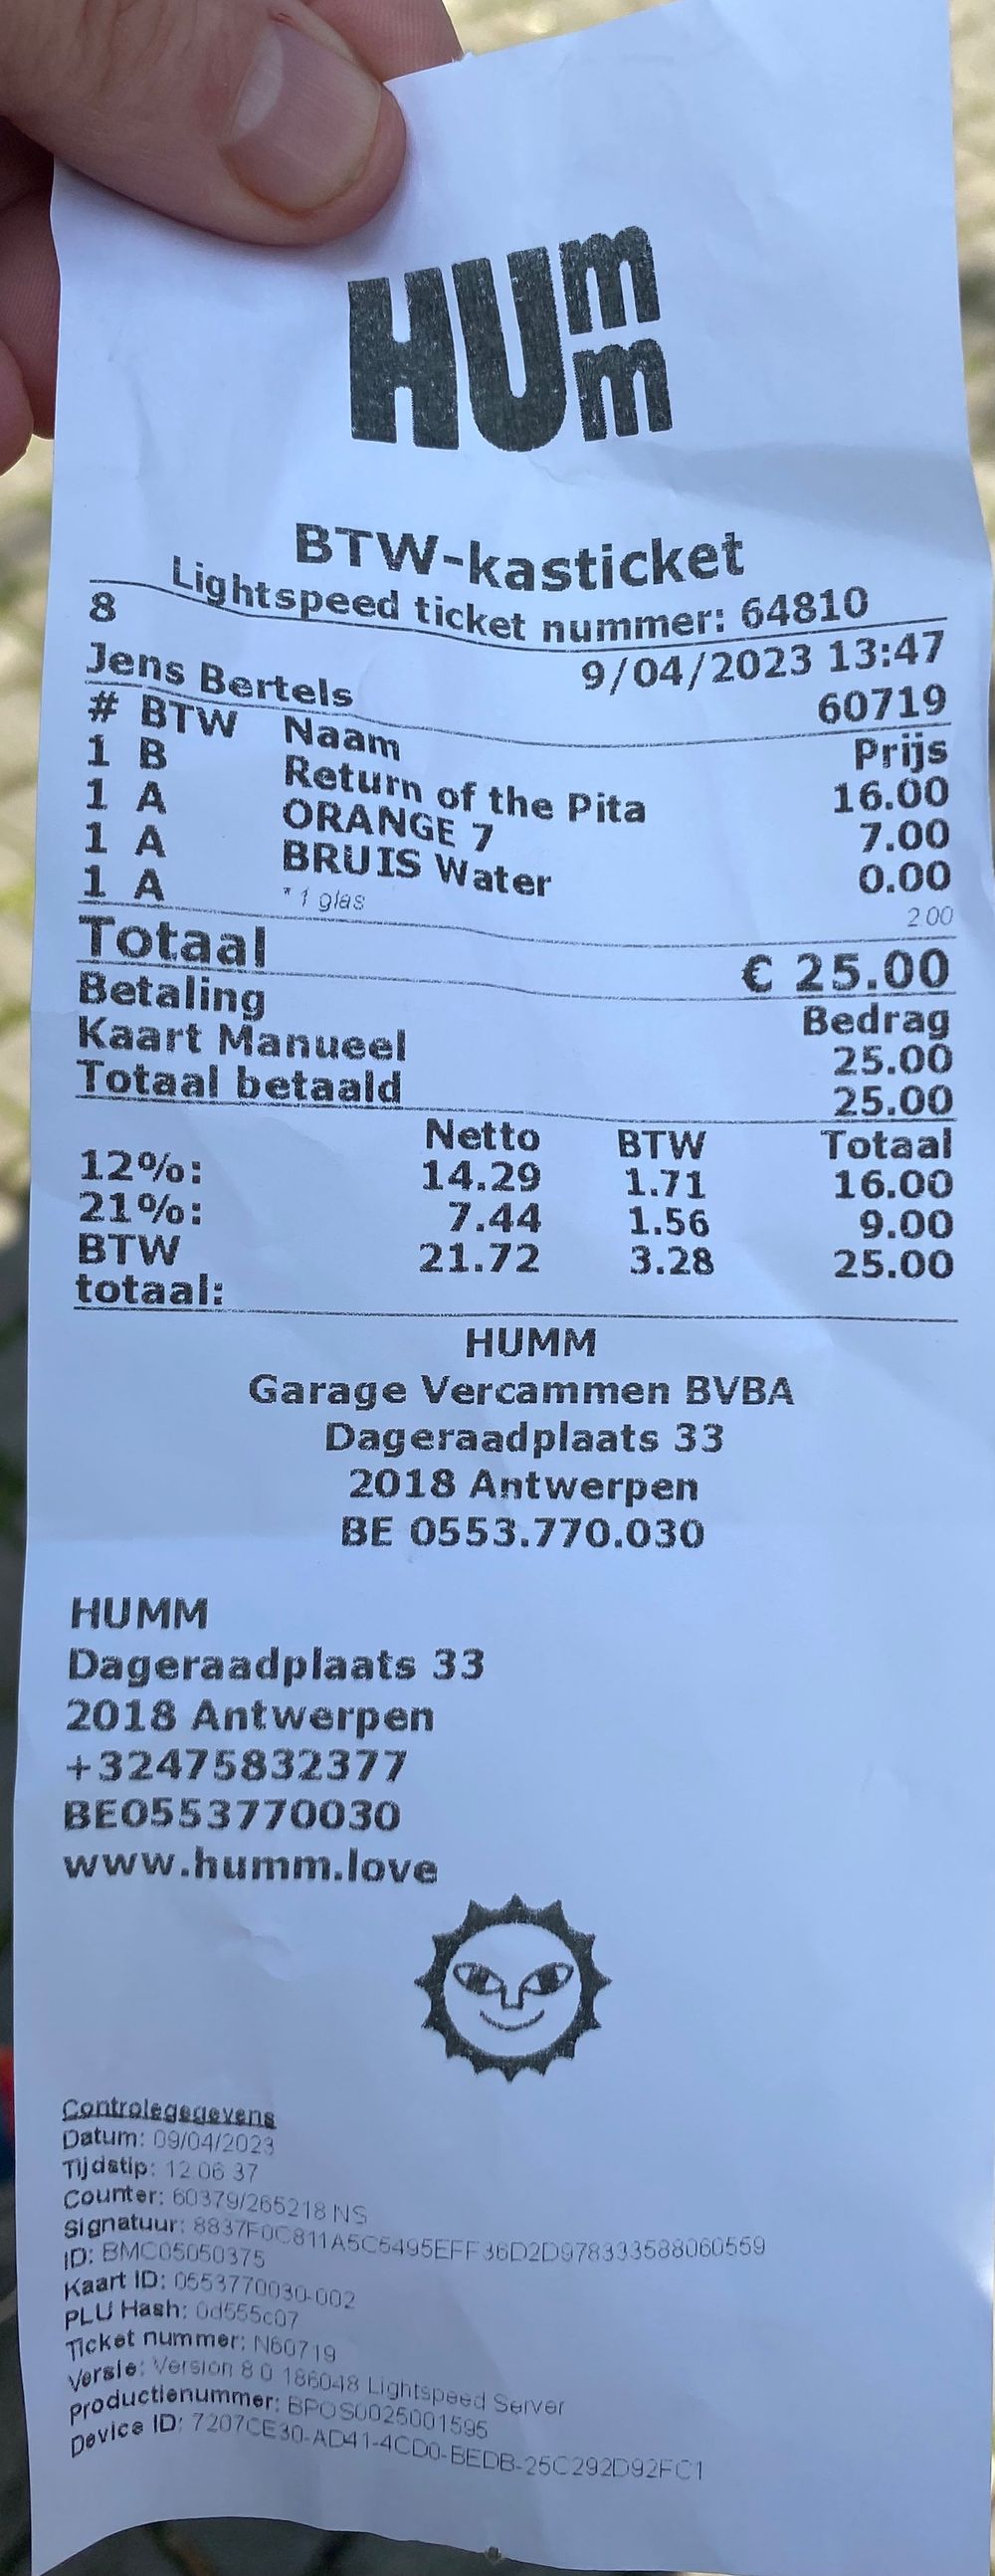 HUmm
BTW-kasticket
Lightspeed ticket nummer: 64810
8 9/04/2023 13:47
Jens Bertels 60719
# BTW Naam Prijs
1 B Return of the Pita 16.00
1 A ORANGE 7 7.00
1 A BRUIS Water 0.00
1 A * 1 glas 2.00
Totaal € 25.00
Betaling Bedrag
Kaart Manueel 25.00
Totaal betaald 25.00
Netto BTW Totaal
12%: 14.29 1.71 16.00
21%: 7.44 1.56 9.00
BTW 21.72 3.28 25.00
totaal:
HUMM
Garage Vercammen BVBA
Dageraadplaats 33
2018 Antwerpen
BE 0553.770.030
HUMM
Dageraadplaats 33
2018 Antwerpen
+32475832377
BE0553770030
www.humm.love
Controlegegevens
Datum: 09/04/2023
Tijdstip: 12:06:37
Counter: 60379/265218 NS
Signatuur: 8837F0C811A5C5495EFF36D2D978333588060559
ID: BMC05050375
Kaart ID: 0553770030-002
PLU Hash: 0d555c07
Ticket nummer: N60719
Versie: Version 8.0.186048 Lightspeed Server
Productienummer: BPOS0025001595
Device ID: 7207CE30-AD41-4CD0-BEDB-25C292D92FC1